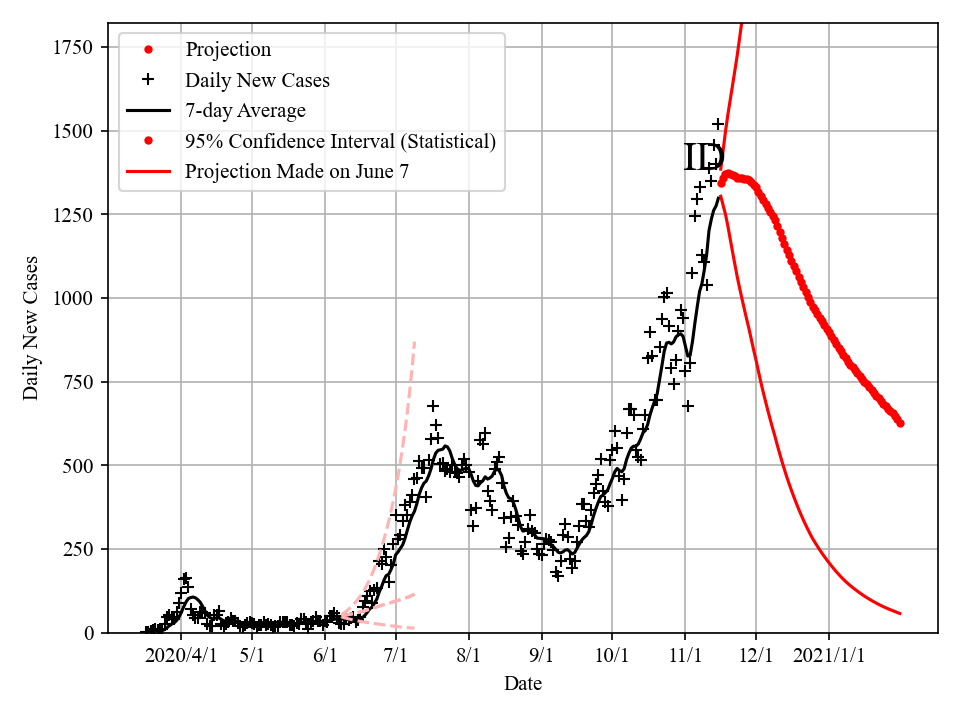 1750
1500
1250
1000
750
500
250
0
Daily New Cases
Projection
Daily New Cases
7-day Average
95% Confidence Interval (Statistical)
Projection Made on June 7
ID
2020/4/1 5/1 6/1 7/1 8/1 9/1 10/1 11/1 12/1 2021/1/1
Date